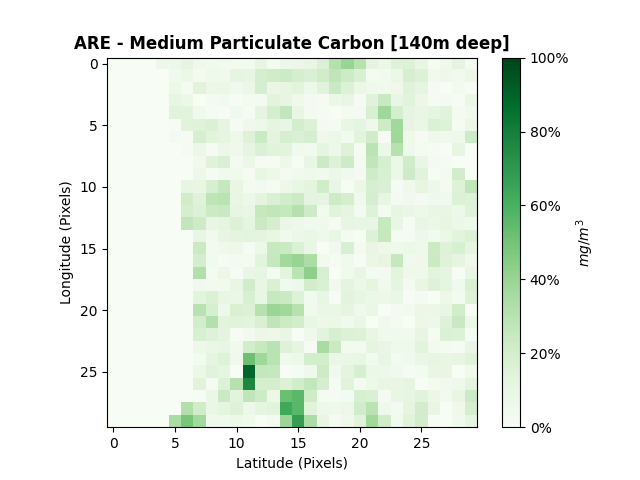 ARE - Medium Particulate Carbon [140m deep]
100%
80%
60%
40%
20%
0%
mg/m³
0
5
10
15
20
25
Longitude (Pixels)
0 5 10 15 20 25
Latitude (Pixels)